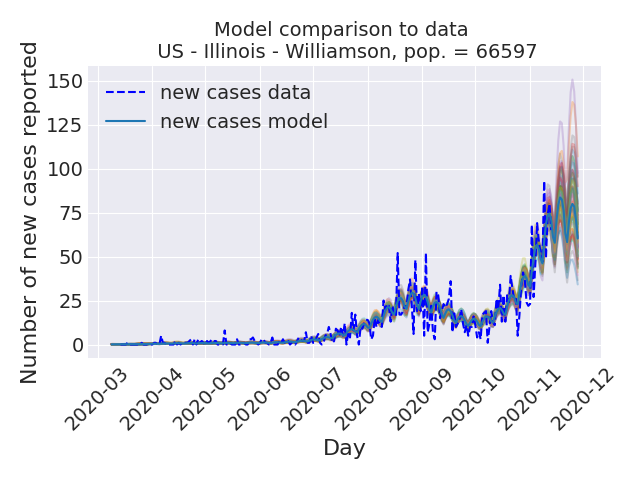 Model comparison to data
US - Illinois - Williamson, pop. = 66597
Number of new cases reported
150
125
100
75
50
25
0
new cases data
new cases model
2020-03
2020-04
2020-05
2020-06
2020-07
2020-08
2020-09
2020-10
2020-11
2020-12
Day